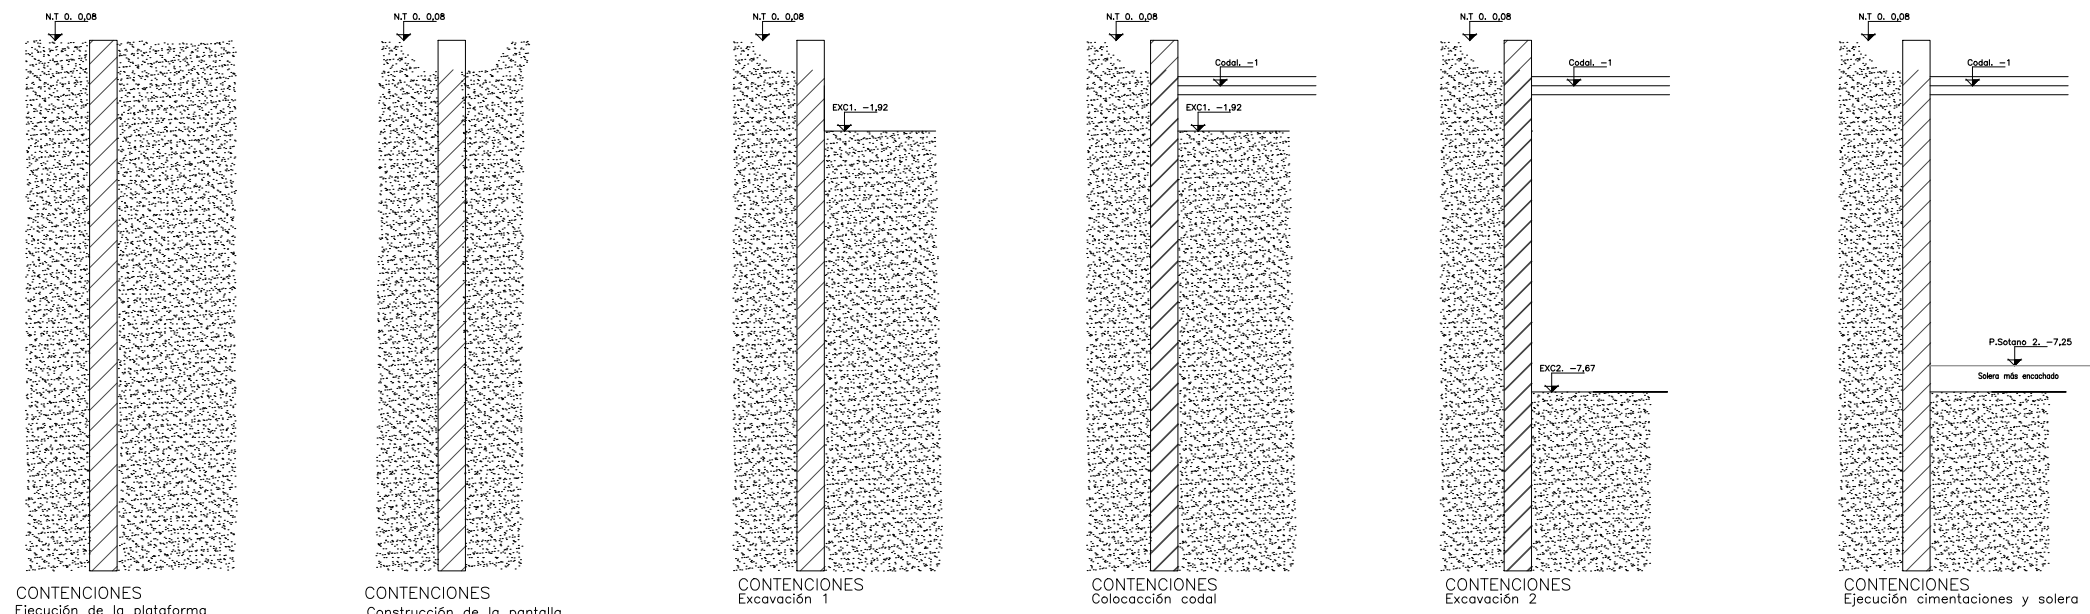 N.T 0. 0,08
CONTENCIONES
Ejecución de la plataforma
N.T 0. 0,08
CONTENCIONES
Construcción de la pantalla
N.T 0. 0,08
EXC1. -1,92
CONTENCIONES
Excavación 1
N.T 0. 0,08
Codal. -1
EXC1. -1,92
CONTENCIONES
Colocacción codal
N.T 0. 0,08
Codal. -1
EXC2. -7,67
CONTENCIONES
Excavación 2
N.T 0. 0,08
Codal. -1
P.Sotano 2. -7,25
Solera más encachado
CONTENCIONES
Ejecución cimentaciones y solera